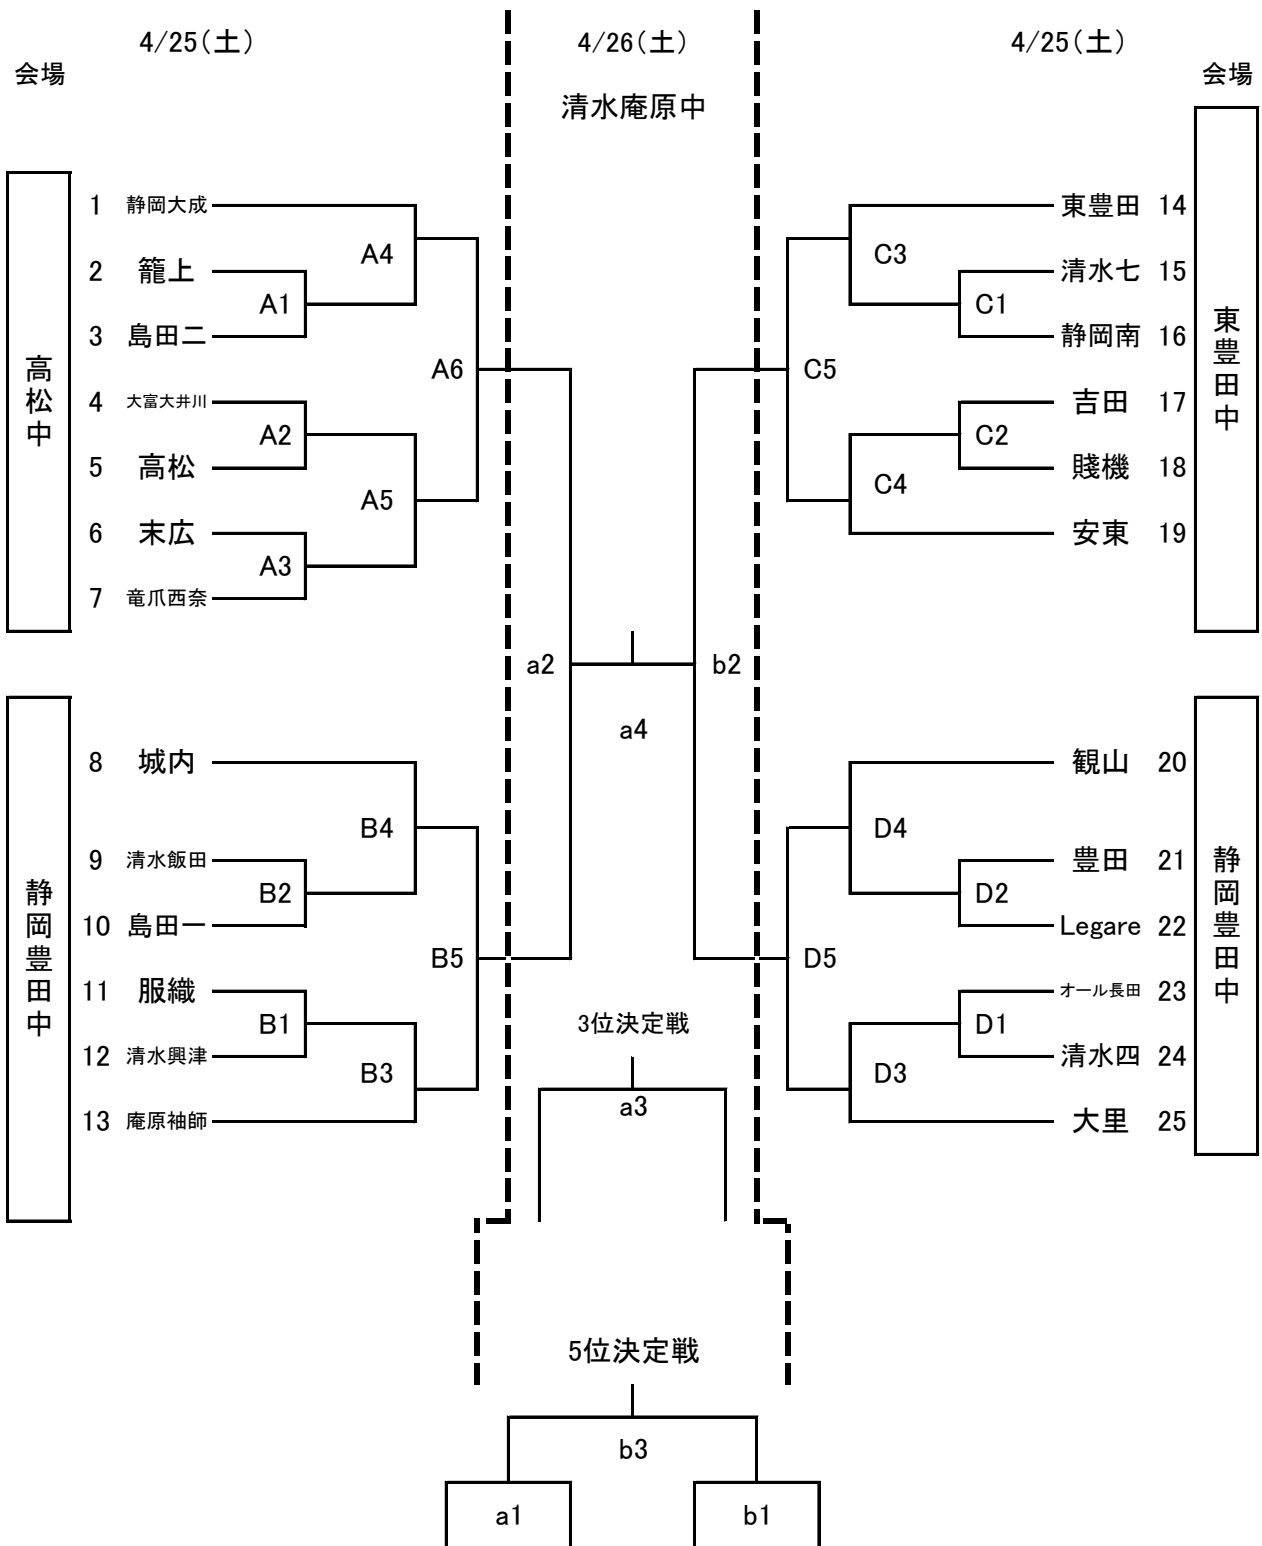 4/25(土)
4/26(土)
4/25(土)
会場
会場
清水庵原中
高松中
1 静岡大成
2 籠上
3 島田二
4 大富大井川
5 高松
6 末広
7 竜爪西奈
A4
A1
A6
A2
A5
A3
静岡豊田中
8 城内
9 清水飯田
10 島田一
11 服織
12 清水興津
13 庵原袖師
B4
B2
B5
B1
B3
a2
b2
a4
東豊田 14
清水七 15
静岡南 16
吉田 17
賤機 18
安東 19
東豊田中
C3
C1
C5
C2
C4
観山 20
豊田 21
Legare 22
オール長田 23
清水四 24
大里 25
静岡豊田中
D4
D2
D5
D1
D3
3位決定戦
a3
5位決定戦
b3
a1
b1